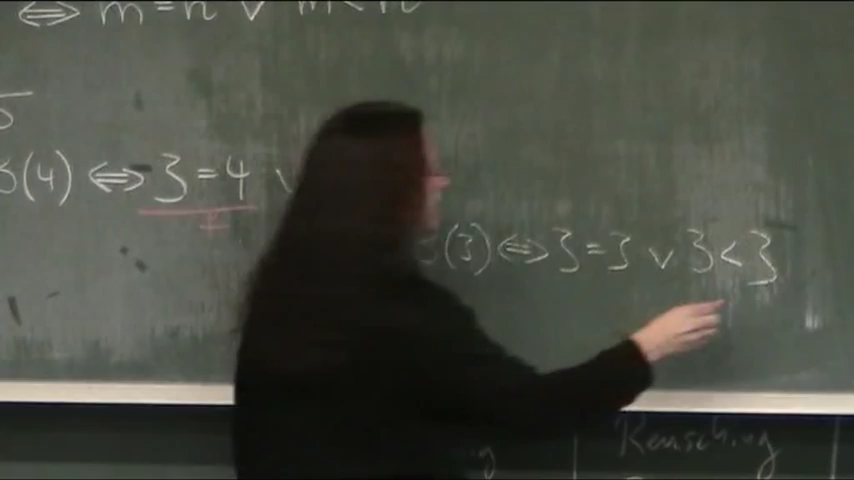 ⇔ m = n ∨ m < n
(4) ⇔ 3 = 4 ∨
(3) ⇔ 3 = 3 ∨ 3 < 3